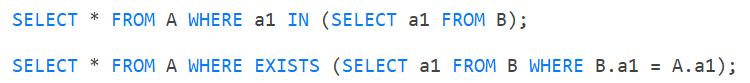 SELECT * FROM A WHERE a1 IN (SELECT a1 FROM B);
SELECT * FROM A WHERE EXISTS (SELECT a1 FROM B WHERE B.a1 = A.a1);